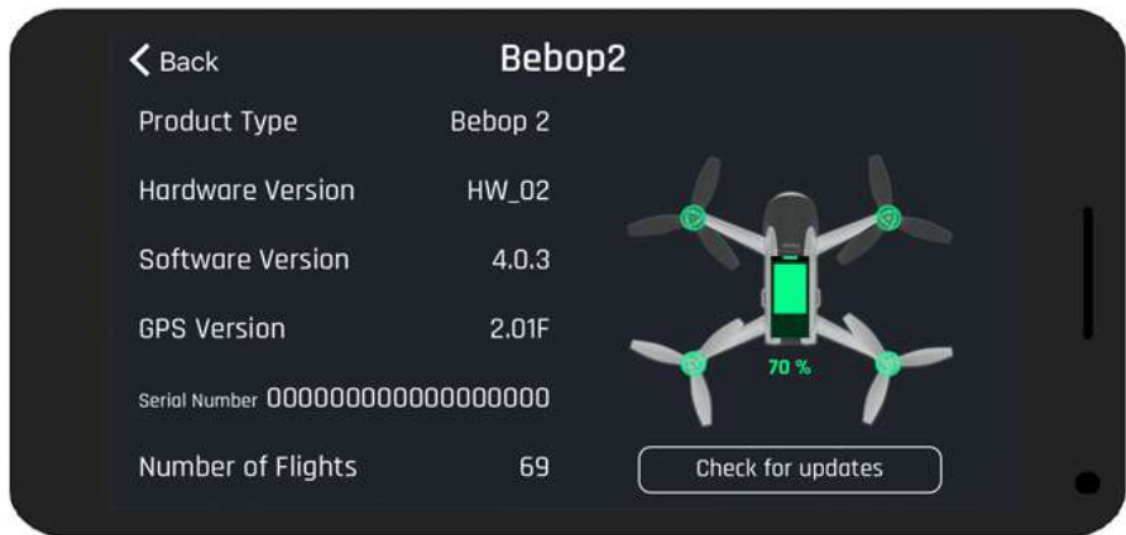 Back
Bebop2
Product Type Bebop 2
Hardware Version HW_02
Software Version 4.0.3
GPS Version 2.01F
Serial Number 000000000000000000
Number of Flights 69
70 %
Check for updates